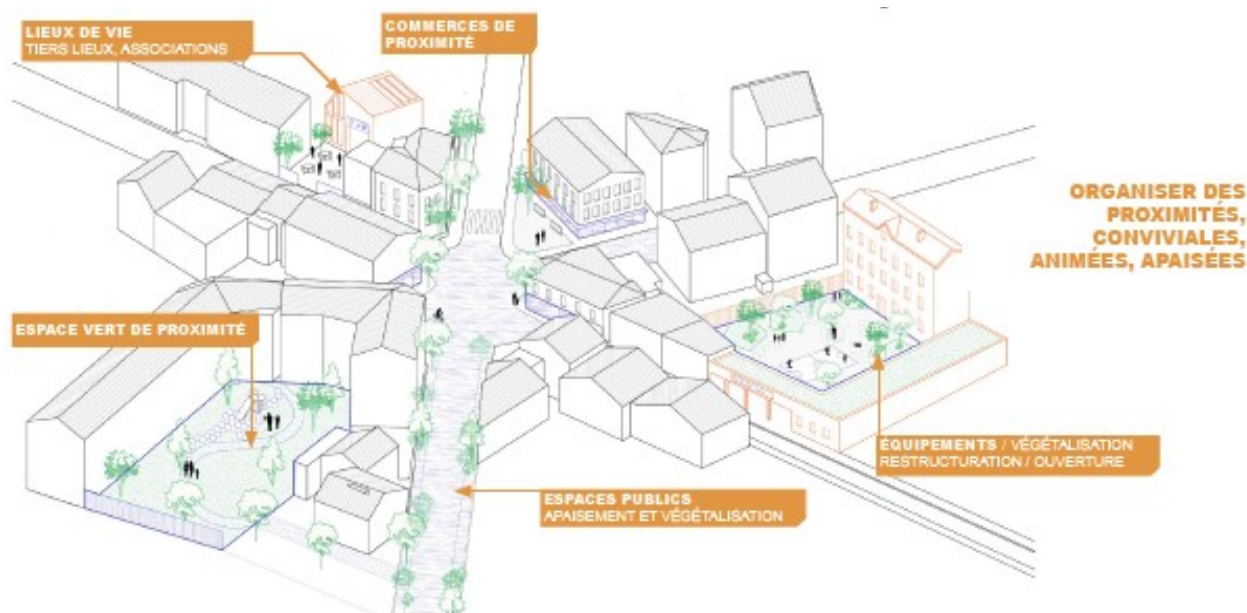 LIEUX DE VIE
TIERS LIEUX, ASSOCIATIONS
COMMERCES DE
PROXIMITÉ
ORGANISER DES
PROXIMITÉS,
CONVIVIALES,
ANIMÉES, APAISÉES
ESPACE VERT DE PROXIMITÉ
ÉQUIPEMENTS / VÉGÉTALISATION
RESTRUCTURATION / OUVERTURE
ESPACES PUBLICS
APAISEMENT ET VÉGÉTALISATION